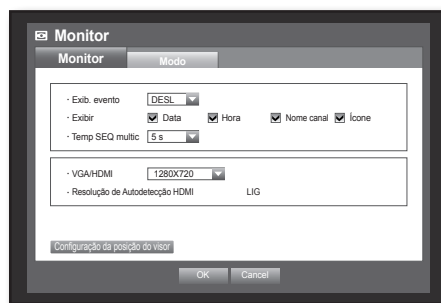 Monitor
Monitor Modo
· Exib. evento DESL
· Exibir Data Hora Nome canal Ícone
· Temp SEQ multic 5 s
· VGA/HDMI 1280X720
· Resolução de Autodetecção HDMI LIG
Configuração da posição do visor
OK Cancel